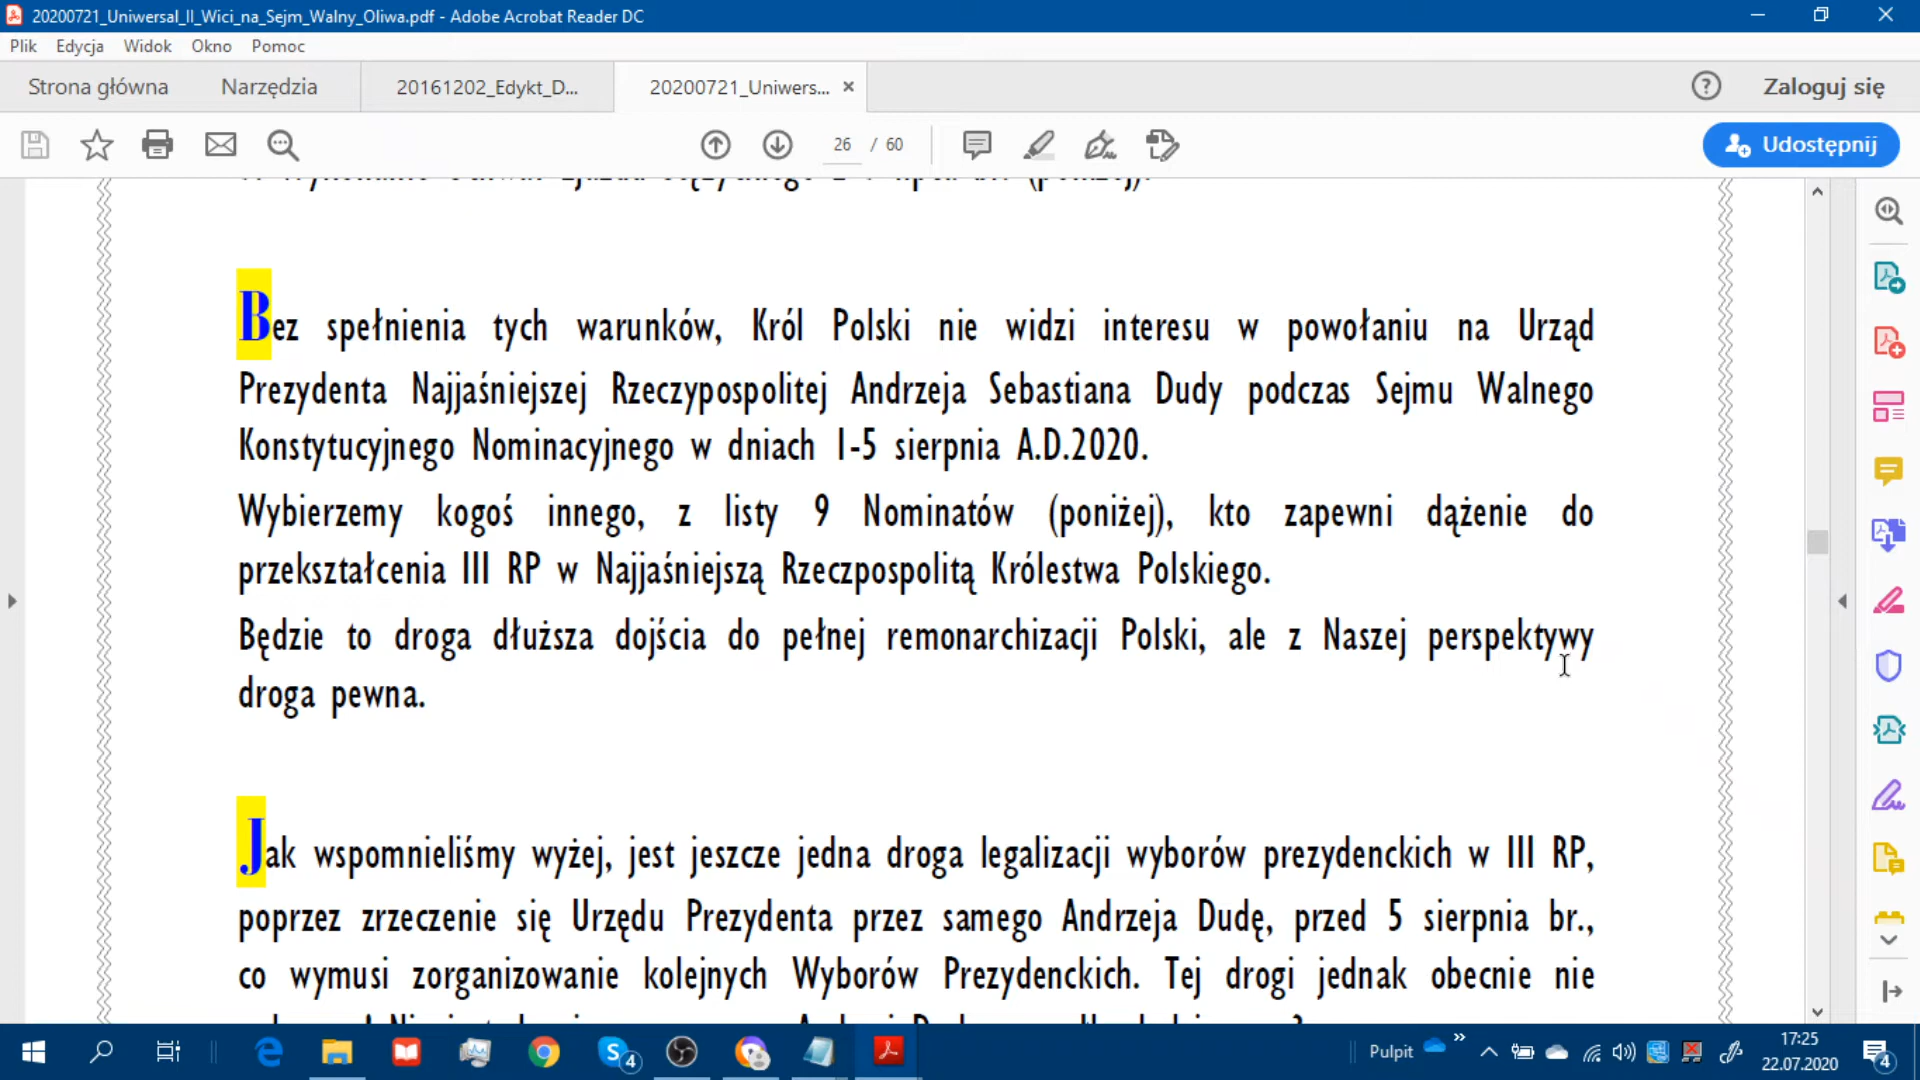 20200721_Uniwersal_II_Wici_na_Sejm_Walny_Oliwa.pdf - Adobe Acrobat Reader DC
Plik Edycja Widok Okno Pomoc
Strona główna Narzędzia 20161202_Edykt_D... 20200721_Uniwers... × Zaloguj się
26 / 60 Udostępnij
Bez spełnienia tych warunków, Król Polski nie widzi interesu w powołaniu na Urząd
Prezydenta Najjaśniejszej Rzeczypospolitej Andrzeja Sebastiana Dudy podczas Sejmu Walnego
Konstytucyjnego Nominacyjnego w dniach 1-5 sierpnia A.D.2020.
Wybierzemy kogoś innego, z listy 9 Nominatów (poniżej), kto zapewni dążenie do
przekształcenia III RP w Najjaśniejszą Rzeczpospolitą Królestwa Polskiego.
Będzie to droga dłuższa dojścia do pełnej remonarchizacji Polski, ale z Naszej perspektywy
droga pewna.
Jak wspomnieliśmy wyżej, jest jeszcze jedna droga legalizacji wyborów prezydenckich w III RP,
poprzez zrzeczenie się Urzędu Prezydenta przez samego Andrzeja Dudę, przed 5 sierpnia br.,
co wymusi zorganizowanie kolejnych Wyborów Prezydenckich. Tej drogi jednak obecnie nie
Pulpit
17:25
22.07.2020
4
4